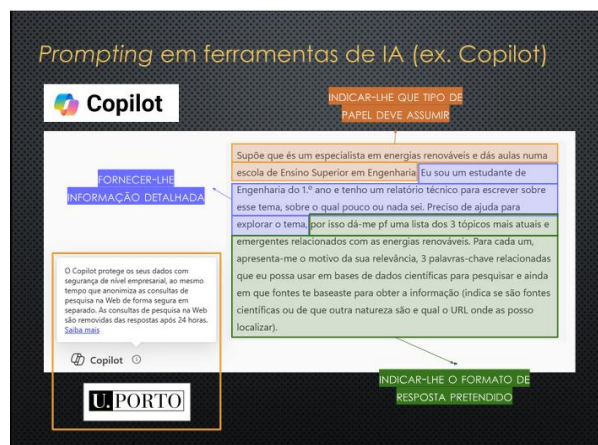 Prompting em ferramentas de IA (ex. Copilot)
Copilot
INDICAR-LHE QUE TIPO DE
PAPEL DEVE ASSUMIR
FORNECER-LHE
INFORMAÇÃO DETALHADA
Supõe que és um especialista em energias renováveis e dás aulas numa
escola de Ensino Superior em Engenharia. Eu sou um estudante de
Engenharia do 1.º ano e tenho um relatório técnico para escrever sobre
esse tema, sobre o qual pouco ou nada sei. Preciso de ajuda para
explorar o tema, por isso dá-me pf uma lista dos 3 tópicos mais atuais e
emergentes relacionados com as energias renováveis. Para cada um,
apresenta-me o motivo da sua relevância, 3 palavras-chave relacionadas
que eu possa usar em bases de dados científicas para pesquisar e ainda
em que fontes te baseaste para obter a informação (indica se são fontes
científicas ou de que outra natureza são e qual o URL onde as posso
localizar).
O Copilot protege os seus dados com
segurança de nível empresarial, ao mesmo
tempo que anonimiza as consultas de
pesquisa na Web de forma segura em
separado. As consultas de pesquisa na Web
são removidas das respostas após 24 horas.
Saiba mais
Copilot
U.PORTO
INDICAR-LHE O FORMATO DE
RESPOSTA PRETENDIDO